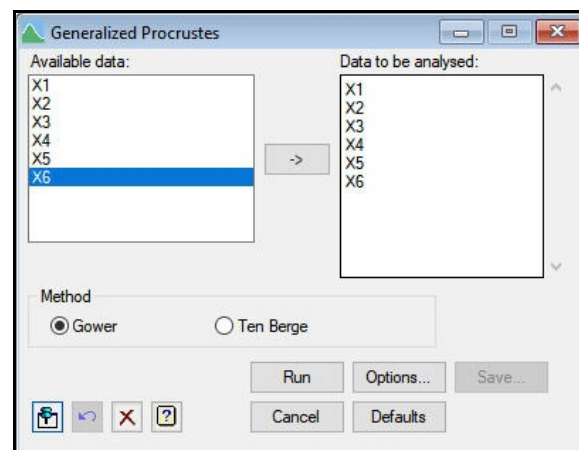 Generalized Procrustes
Available data:
X1
X2
X3
X4
X5
X6
->
Data to be analysed:
X1
X2
X3
X4
X5
X6
Method
Gower
Ten Berge
Run
Options...
Save...
Cancel
Defaults
?